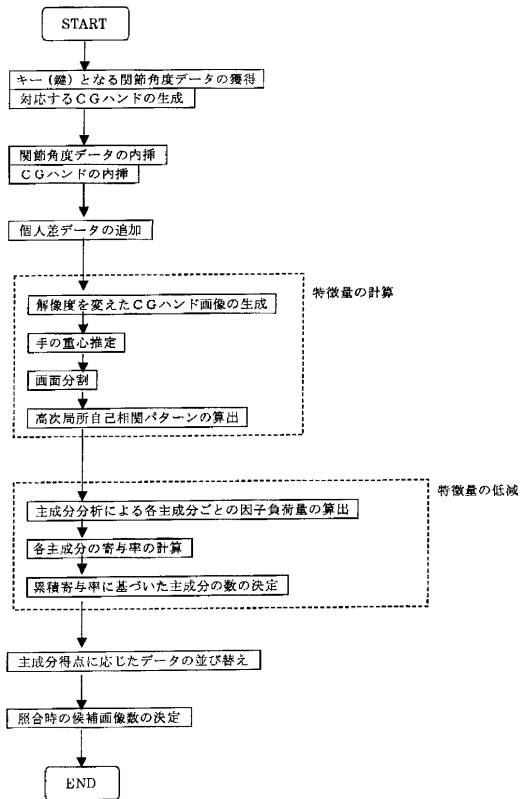 START
キー(鍵)となる関節角度データの獲得
対応するCGハンドの生成
関節角度データの内挿
CGハンドの内挿
個人差データの追加
特徴量の計算
解像度を変えたCGハンド画像の生成
手の重心推定
画面分割
高次局所自己相関パターンの算出
特徴量の低減
主成分分析による各主成分ごとの因子負荷量の算出
各主成分の寄与率の計算
累積寄与率に基づいた主成分の数の決定
主成分得点に応じたデータの並び替え
照合時の候補画像数の決定
END